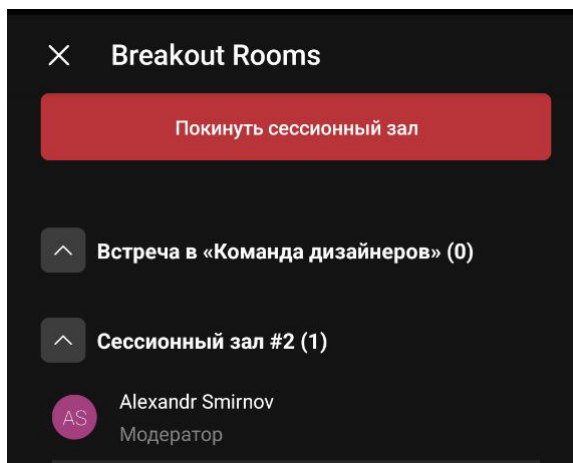 Breakout Rooms
Покинуть сессионный зал
Встреча в «Команда дизайнеров» (0)
Сессионный зал #2 (1)
Alexandr Smirnov
AS
Модератор